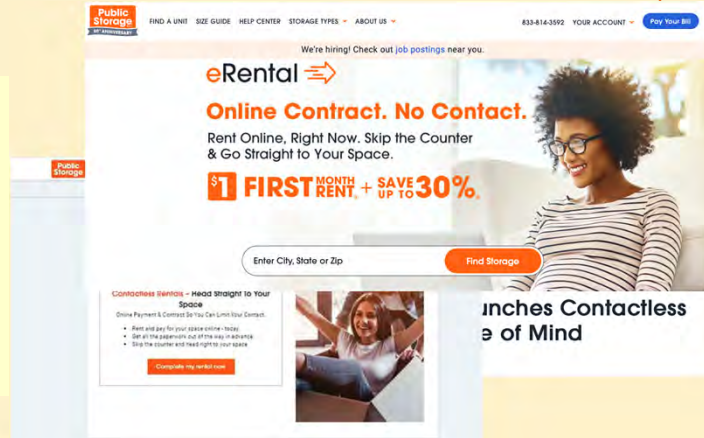 Public
Storage
50TH ANNIVERSARY
FIND A UNIT SIZE GUIDE HELP CENTER STORAGE TYPES ABOUT US
833-614-3592 YOUR ACCOUNT Pay Your Bill
We're hiring! Check out job postings near you.
eRental
Online Contract. No Contact.
Rent Online, Right Now. Skip the Counter
& Go Straight to Your Space.
$1 FIRST MONTH RENT, + SAVE UP TO 30%
Enter City, State or Zip Find Storage
Public
Storage
Contactless Rentals – Head Straight to Your
Space
Online Payment & Contract So You Can Limit Your Contact.
• Rent and pay for your space online - today.
• Get all the paperwork out of the way in advance.
• Skip the counter and head right to your space
Complete my rental now
unches Contactless
e of Mind